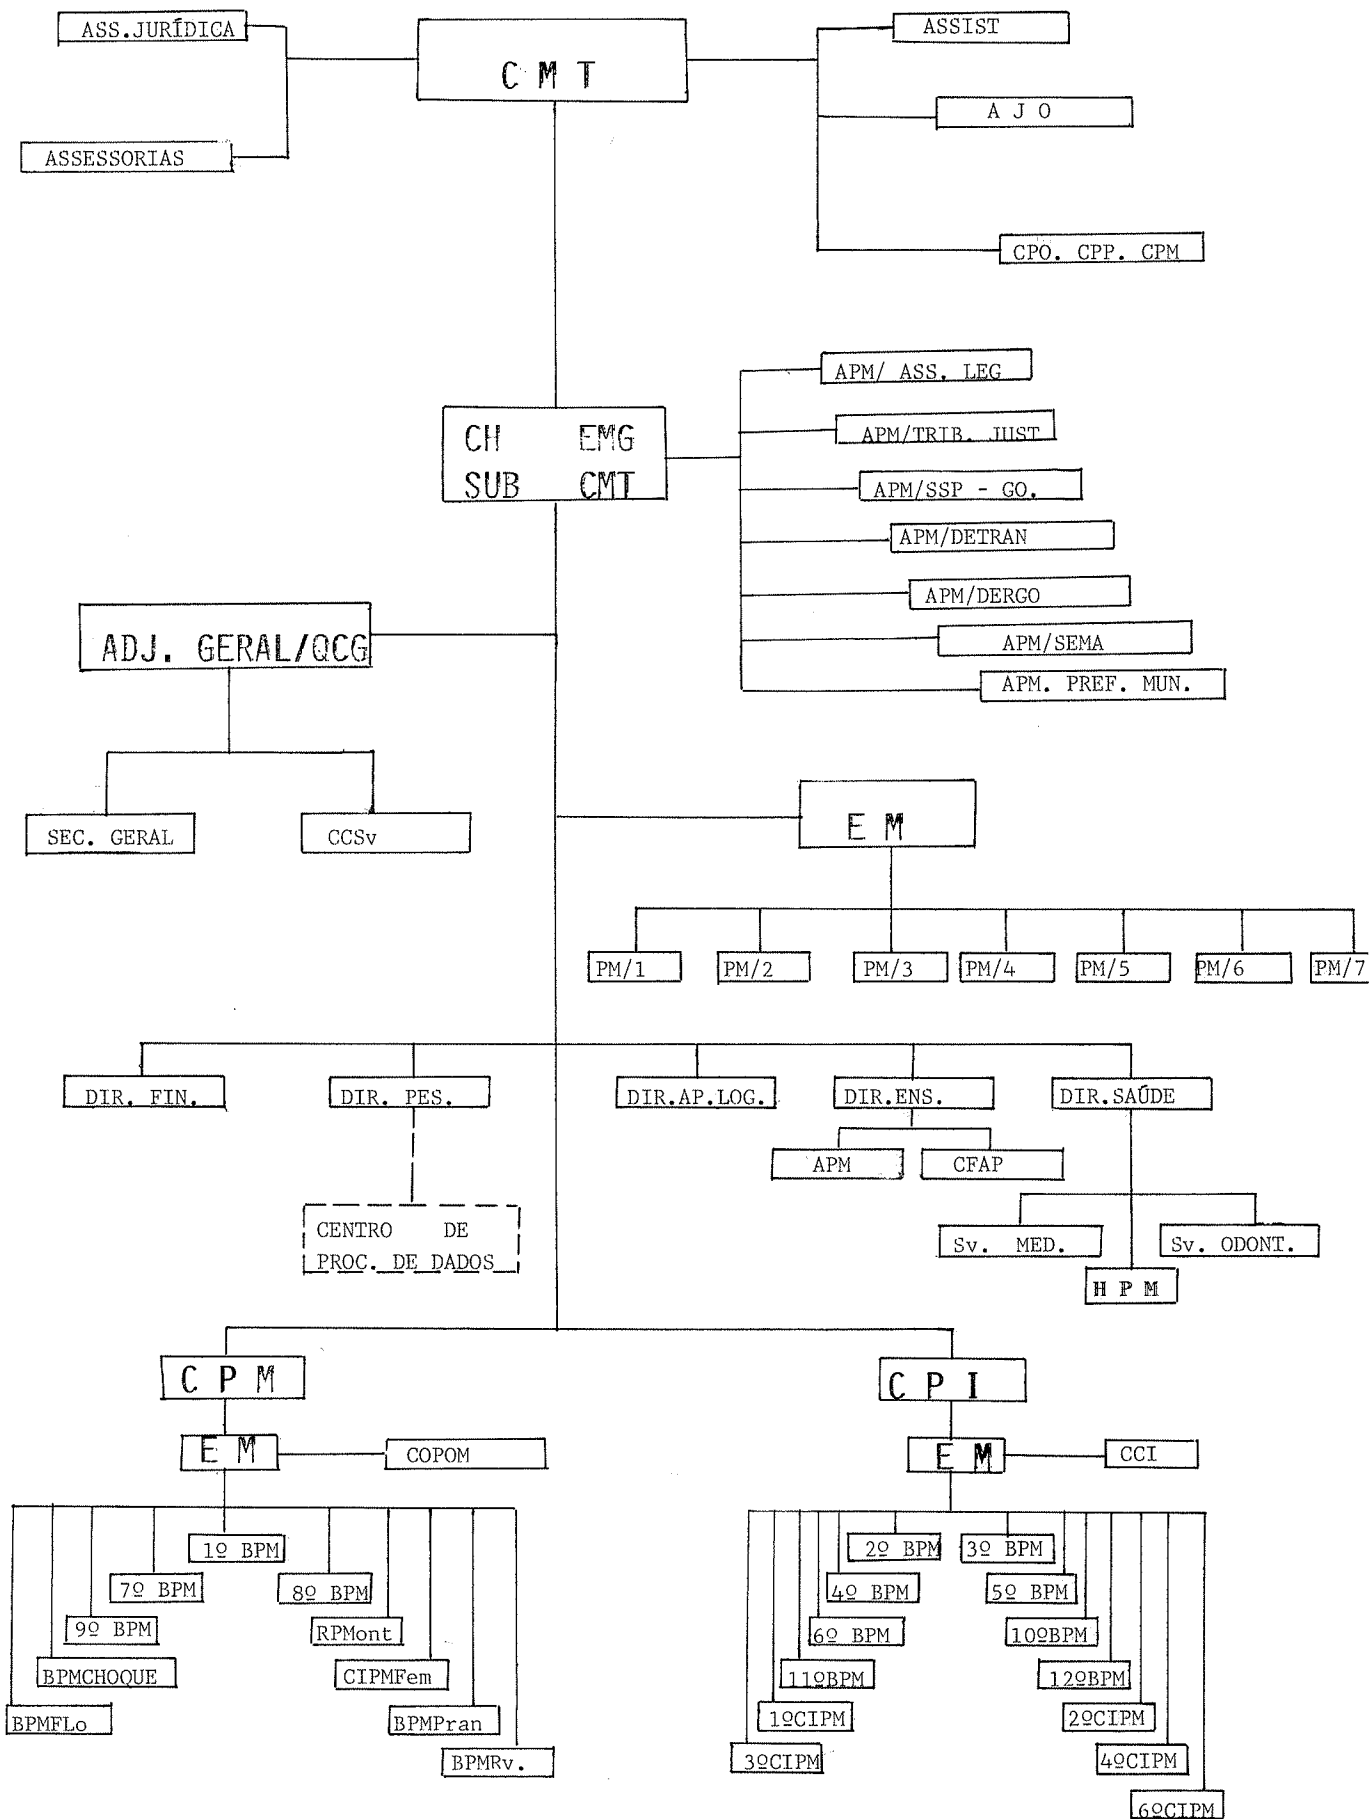 ASS.JURÍDICA
C M T
ASSIST
A J O
ASSESSORIAS
CPO. CPP. CPM
APM/ ASS. LEG
CH EMG
SUB CMT
APM/TRIB. JUST
APM/SSP - GO.
APM/DETRAN
APM/DERGO
APM/SEMA
APM. PREF. MUN.
ADJ. GERAL/QCG
SEC. GERAL
CCSv
E M
PM/1
PM/2
PM/3
PM/4
PM/5
PM/6
PM/7
DIR. FIN.
DIR. PES.
DIR.AP.LOG.
DIR.ENS.
DIR.SAÚDE
APM
CFAP
CENTRO DE
PROC. DE DADOS
Sv. MED.
Sv. ODONT.
H P M
C P M
C P I
E M
COPOM
E M
CCI
1º BPM
7º BPM
8º BPM
9º BPM
RPMont
BPMCHOQUE
CIPMFem
BPMFLo
BPMPran
BPMRv.
2º BPM
3º BPM
4º BPM
5º BPM
6º BPM
10ºBPM
11ºBPM
12ºBPM
1ºCIPM
2ºCIPM
3ºCIPM
4ºCIPM
6ºCIPM